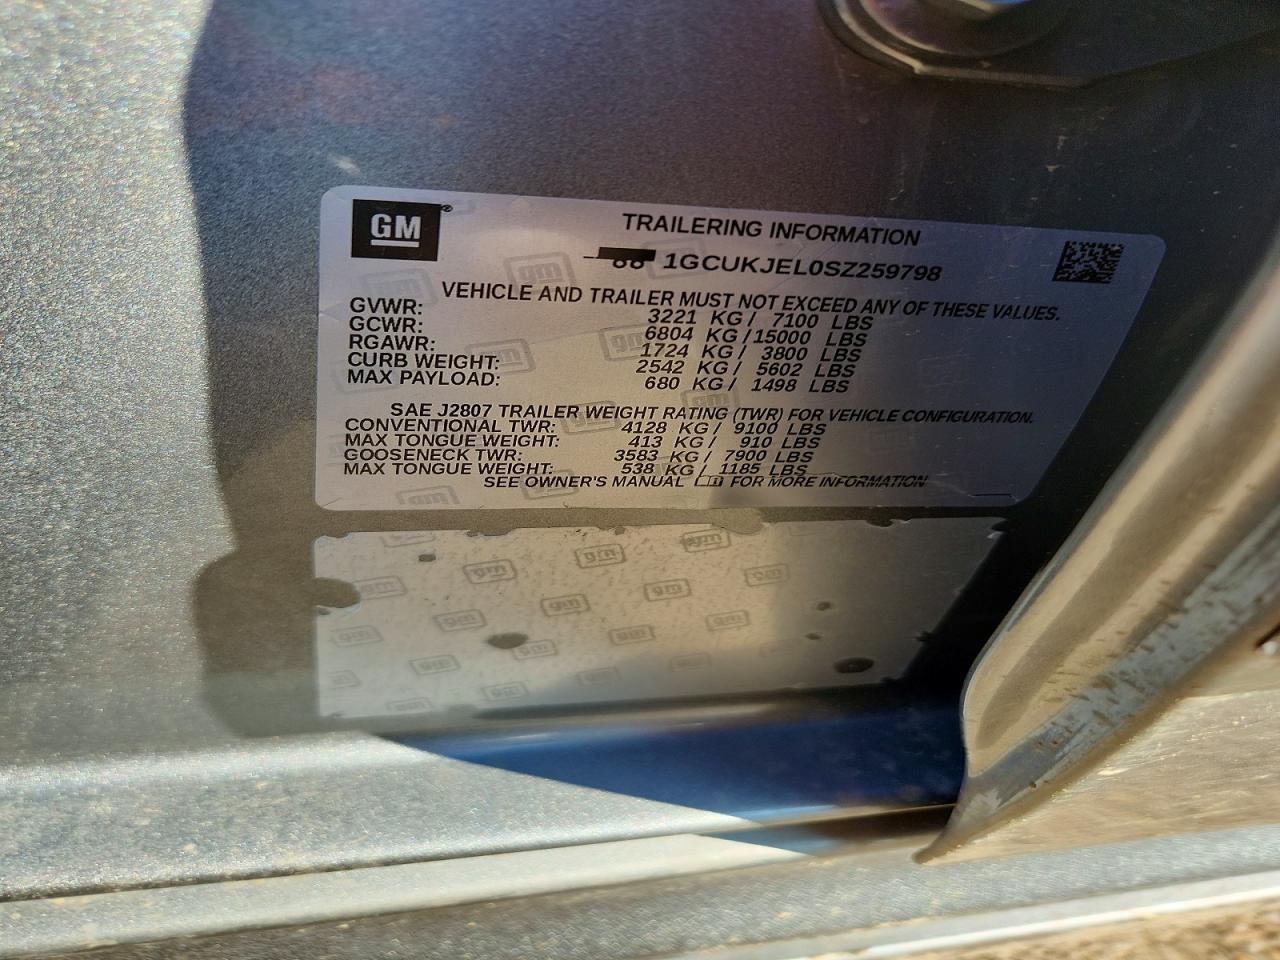 GM
TRAILERING INFORMATION
1GCUKJEL0SZ259798
VEHICLE AND TRAILER MUST NOT EXCEED ANY OF THESE VALUES.
GVWR: 3221 KG / 7100 LBS
GCWR: 6804 KG / 15000 LBS
RGAWR: 1724 KG / 3800 LBS
CURB WEIGHT: 2542 KG / 5602 LBS
MAX PAYLOAD: 680 KG / 1498 LBS
SAE J2807 TRAILER WEIGHT RATING (TWR) FOR VEHICLE CONFIGURATION.
CONVENTIONAL TWR: 4128 KG / 9100 LBS
MAX TONGUE WEIGHT: 413 KG / 910 LBS
GOOSENECK TWR: 3583 KG / 7900 LBS
MAX TONGUE WEIGHT: 538 KG / 1185 LBS
SEE OWNER'S MANUAL FOR MORE INFORMATION